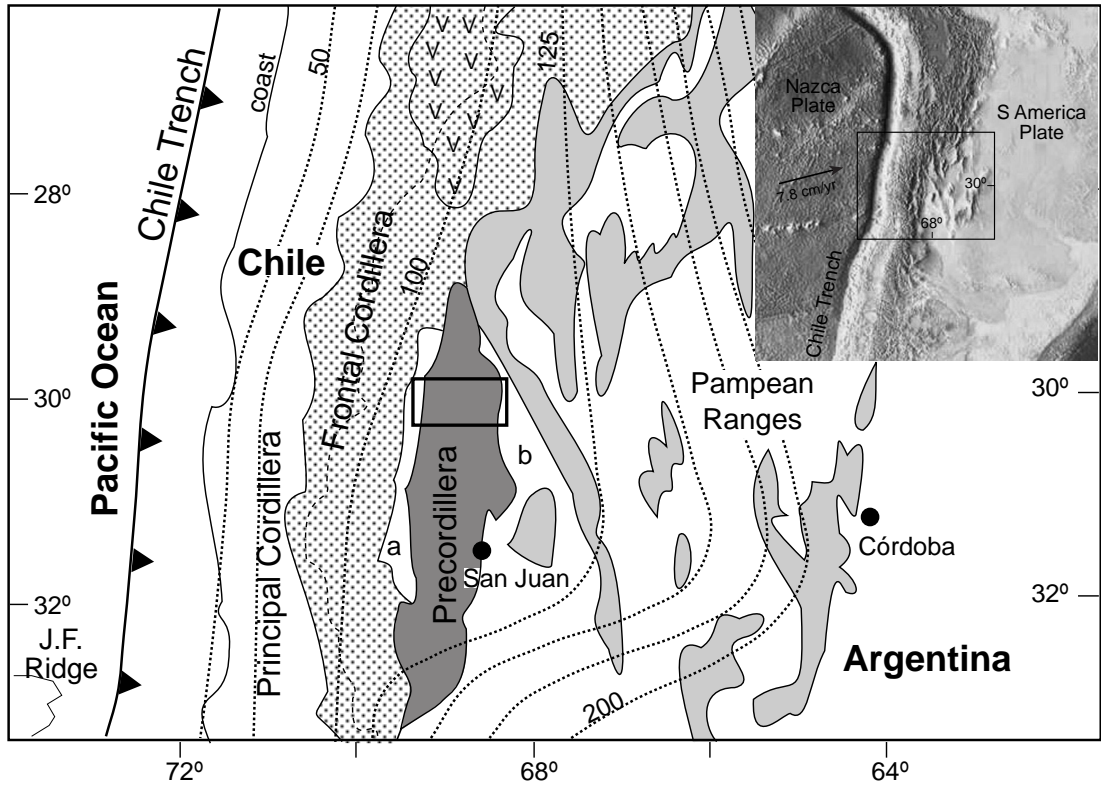 Chile Trench
coast
50
125
Nazca
Plate
S America
Plate
7.8 cm/yr
30º
68º
Chile Trench
28º
Chile
Frontal Cordillera
100
Pacific Ocean
30º
30º
Pampean
Ranges
Principal Cordillera
Precordillera
a
b
San Juan
Córdoba
32º
32º
J.F.
Ridge
Argentina
200
72º
68º
64º
v v
v v
v v
v v
v v
v